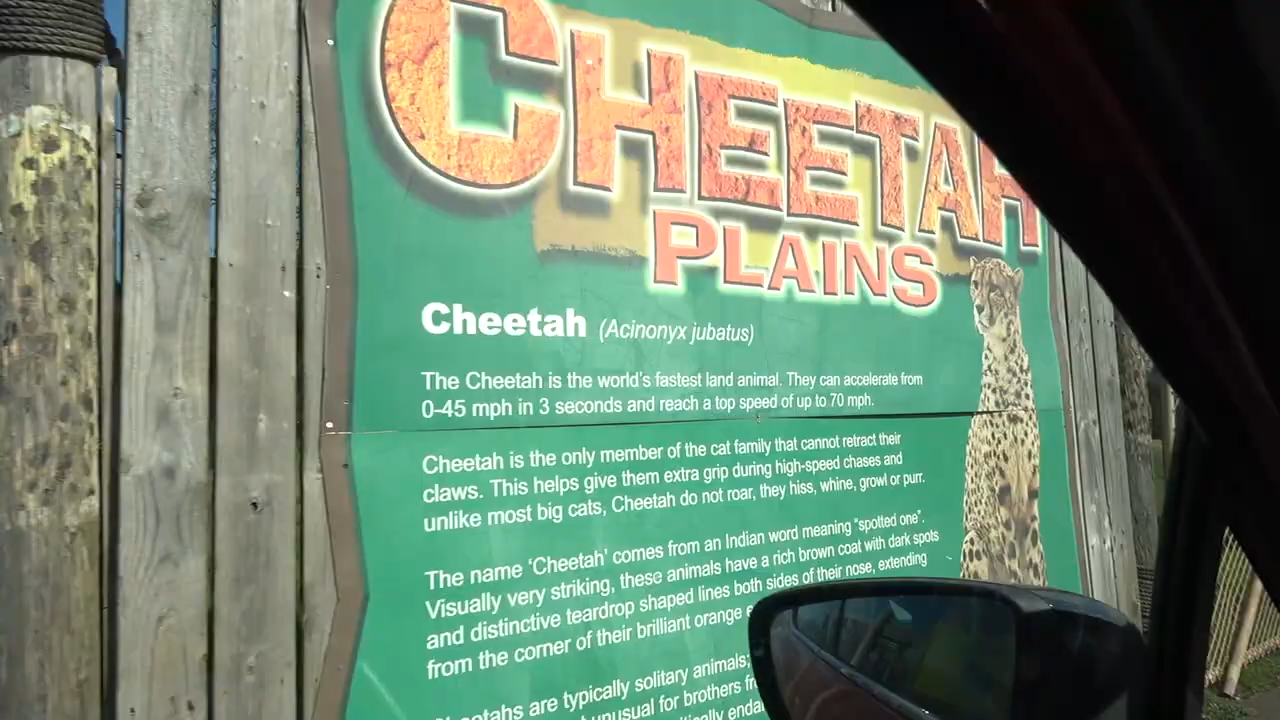 CHEETAH
PLAINS
Cheetah (Acinonyx jubatus)
The Cheetah is the world's fastest land animal. They can accelerate from
0-45 mph in 3 seconds and reach a top speed of up to 70 mph.
Cheetah is the only member of the cat family that cannot retract their
claws. This helps give them extra grip during high-speed chases and
unlike most big cats, Cheetah do not roar, they hiss, whine, growl or purr.
The name 'Cheetah' comes from an Indian word meaning "spotted one".
Visually very striking, these animals have a rich brown coat with dark spots
and distinctive teardrop shaped lines both sides of their nose, extending
from the corner of their brilliant orange
Cheetahs are typically solitary animals;
unusual for brothers